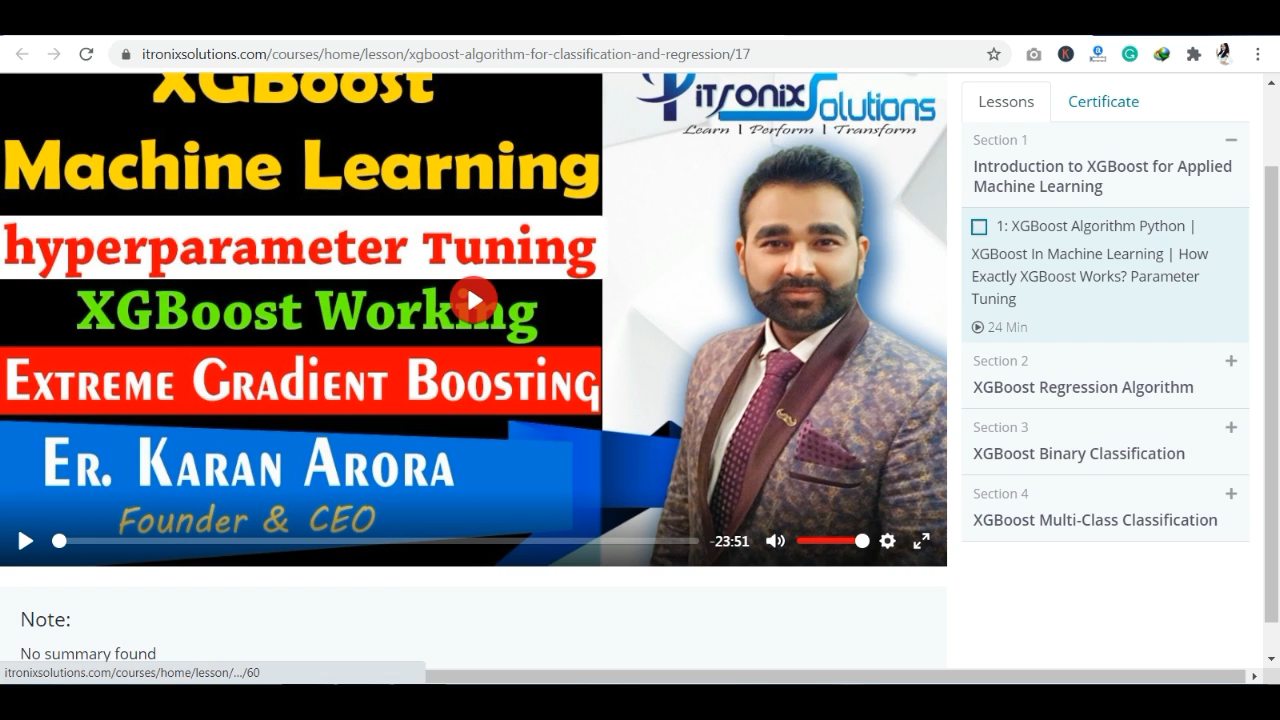 itronixsolutions.com/courses/home/lesson/xgboost-algorithm-for-classification-and-regression/17
XGBoost
Machine Learning
hyperparameter Tuning
XGBoost Working
Extreme Gradient Boosting
Er. Karan Arora
Founder & CEO
itronix Solutions
Learn | Perform | Transform
-23:51
Note:
No summary found
itronixsolutions.com/courses/home/lesson/.../60
Lessons
Certificate
Section 1
Introduction to XGBoost for Applied
Machine Learning
1: XGBoost Algorithm Python |
XGBoost In Machine Learning | How
Exactly XGBoost Works? Parameter
Tuning
24 Min
Section 2
XGBoost Regression Algorithm
Section 3
XGBoost Binary Classification
Section 4
XGBoost Multi-Class Classification